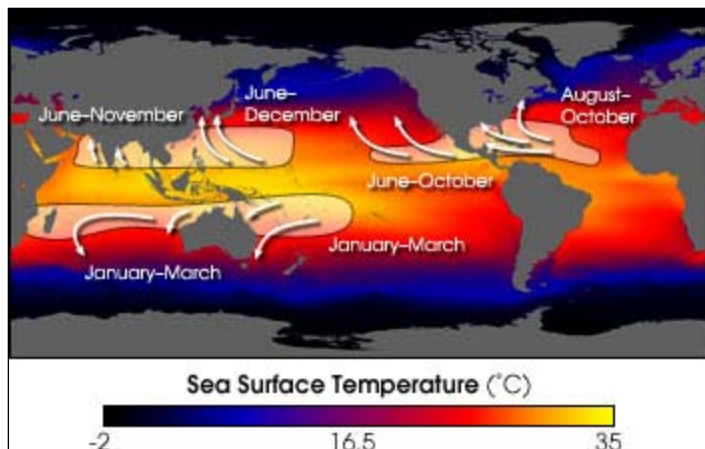 June–November
June–
December
August–
October
June–October
January–March
January–March
Sea Surface Temperature (°C)
-2 16.5 35